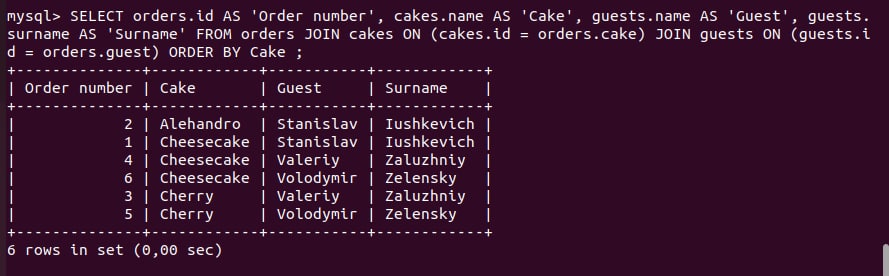 mysql> SELECT orders.id AS 'Order number', cakes.name AS 'Cake', guests.name AS 'Guest', guests.
surname AS 'Surname' FROM orders JOIN cakes ON (cakes.id = orders.cake) JOIN guests ON (guests.i
d = orders.guest) ORDER BY Cake ;
+--------------+------------+-----------+------------+
| Order number | Cake       | Guest     | Surname    |
+--------------+------------+-----------+------------+
|            2 | Alehandro  | Stanislav | Iushkevich |
|            1 | Cheesecake | Stanislav | Iushkevich |
|            4 | Cheesecake | Valeriy   | Zaluzhniy  |
|            6 | Cheesecake | Volodymir | Zelensky   |
|            3 | Cherry     | Valeriy   | Zaluzhniy  |
|            5 | Cherry     | Volodymir | Zelensky   |
+--------------+------------+-----------+------------+
6 rows in set (0,00 sec)